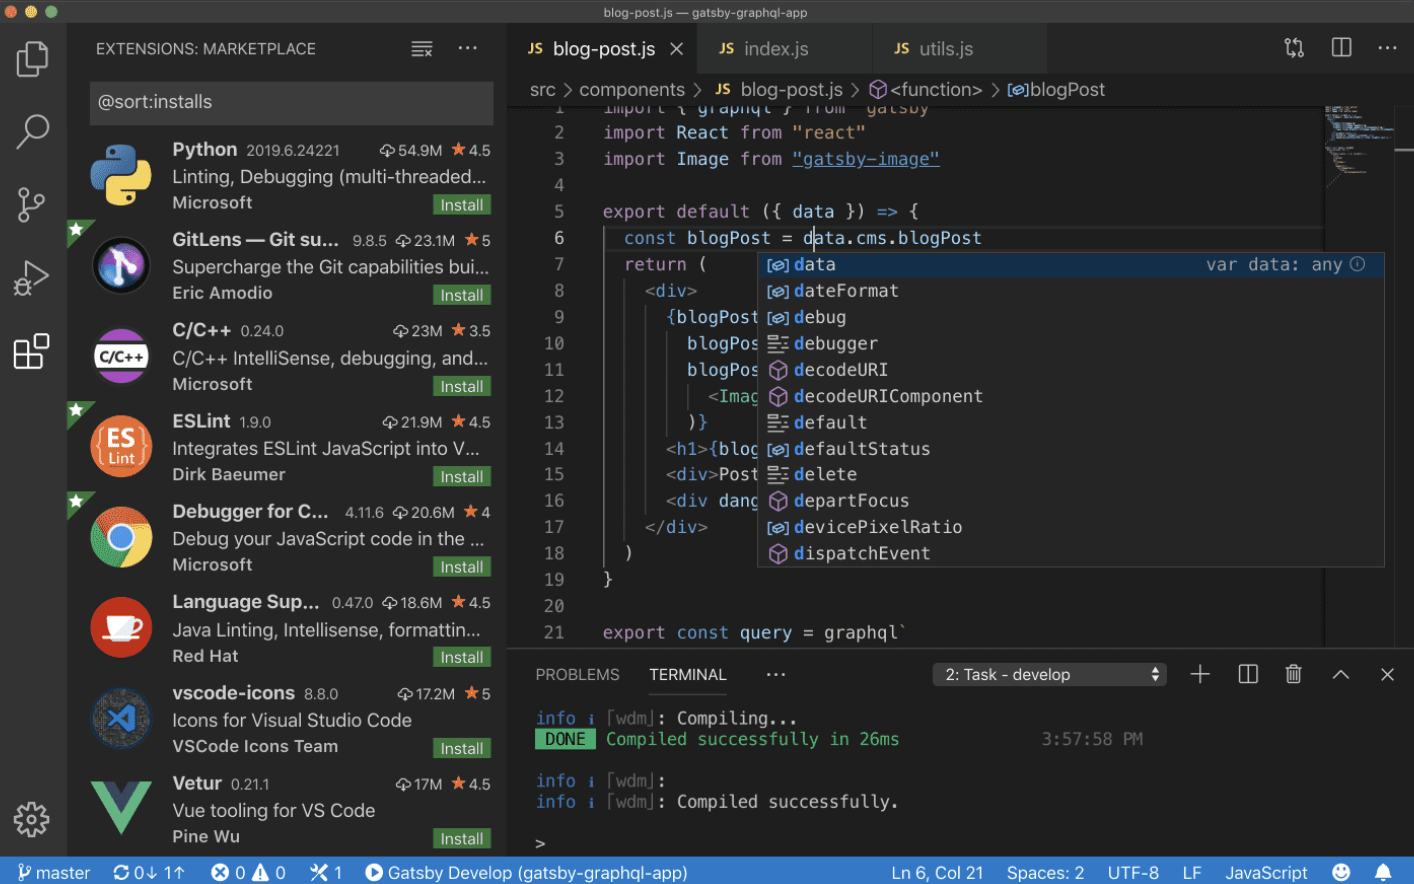 blog-post.js — gatsby-graphql-app
EXTENSIONS: MARKETPLACE
@sort:installs
Python 2019.6.24221 54.9M 4.5
Linting, Debugging (multi-threaded...
Microsoft Install
GitLens — Git su... 9.8.5 23.1M 5
Supercharge the Git capabilities bui...
Eric Amodio Install
C/C++ 0.24.0 23M 3.5
C/C++
C/C++ IntelliSense, debugging, and...
Microsoft Install
ESLint 1.9.0 21.9M 4.5
ES
Lint
Integrates ESLint JavaScript into V...
Dirk Baeumer Install
Debugger for C... 4.11.6 20.6M 4
Debug your JavaScript code in the ...
Microsoft Install
Language Sup... 0.47.0 18.6M 4.5
Java Linting, Intellisense, formattin...
Red Hat Install
vscode-icons 8.8.0 17.2M 5
Icons for Visual Studio Code
VSCode Icons Team Install
Vetur 0.21.1 17M 4.5
Vue tooling for VS Code
Pine Wu Install
JS blog-post.js JS index.js JS utils.js
src > components > JS blog-post.js > <function> > blogPost
1 import { graphql } from "gatsby"
2 import React from "react"
3 import Image from "gatsby-image"
4
5 export default ({ data }) => {
6 const blogPost = data.cms.blogPost
7 return (
8 <div>
9 {blogPost
10 blogPos
11 blogPos
12 <Imag
13 )}
14 <h1>{blog
15 <div>Post
16 <div dang
17 </div>
18 )
19 }
20
21 export const query = graphql`
data var data: any
dateFormat
debug
debugger
decodeURI
decodeURIComponent
default
defaultStatus
delete
departFocus
devicePixelRatio
dispatchEvent
PROBLEMS TERMINAL ... 2: Task - develop
info i ｢wdm｣: Compiling...
DONE Compiled successfully in 26ms 3:57:58 PM
info i ｢wdm｣:
info i ｢wdm｣: Compiled successfully.
>
master 0↓ 1↑ 0 0 1 Gatsby Develop (gatsby-graphql-app) Ln 6, Col 21 Spaces: 2 UTF-8 LF JavaScript